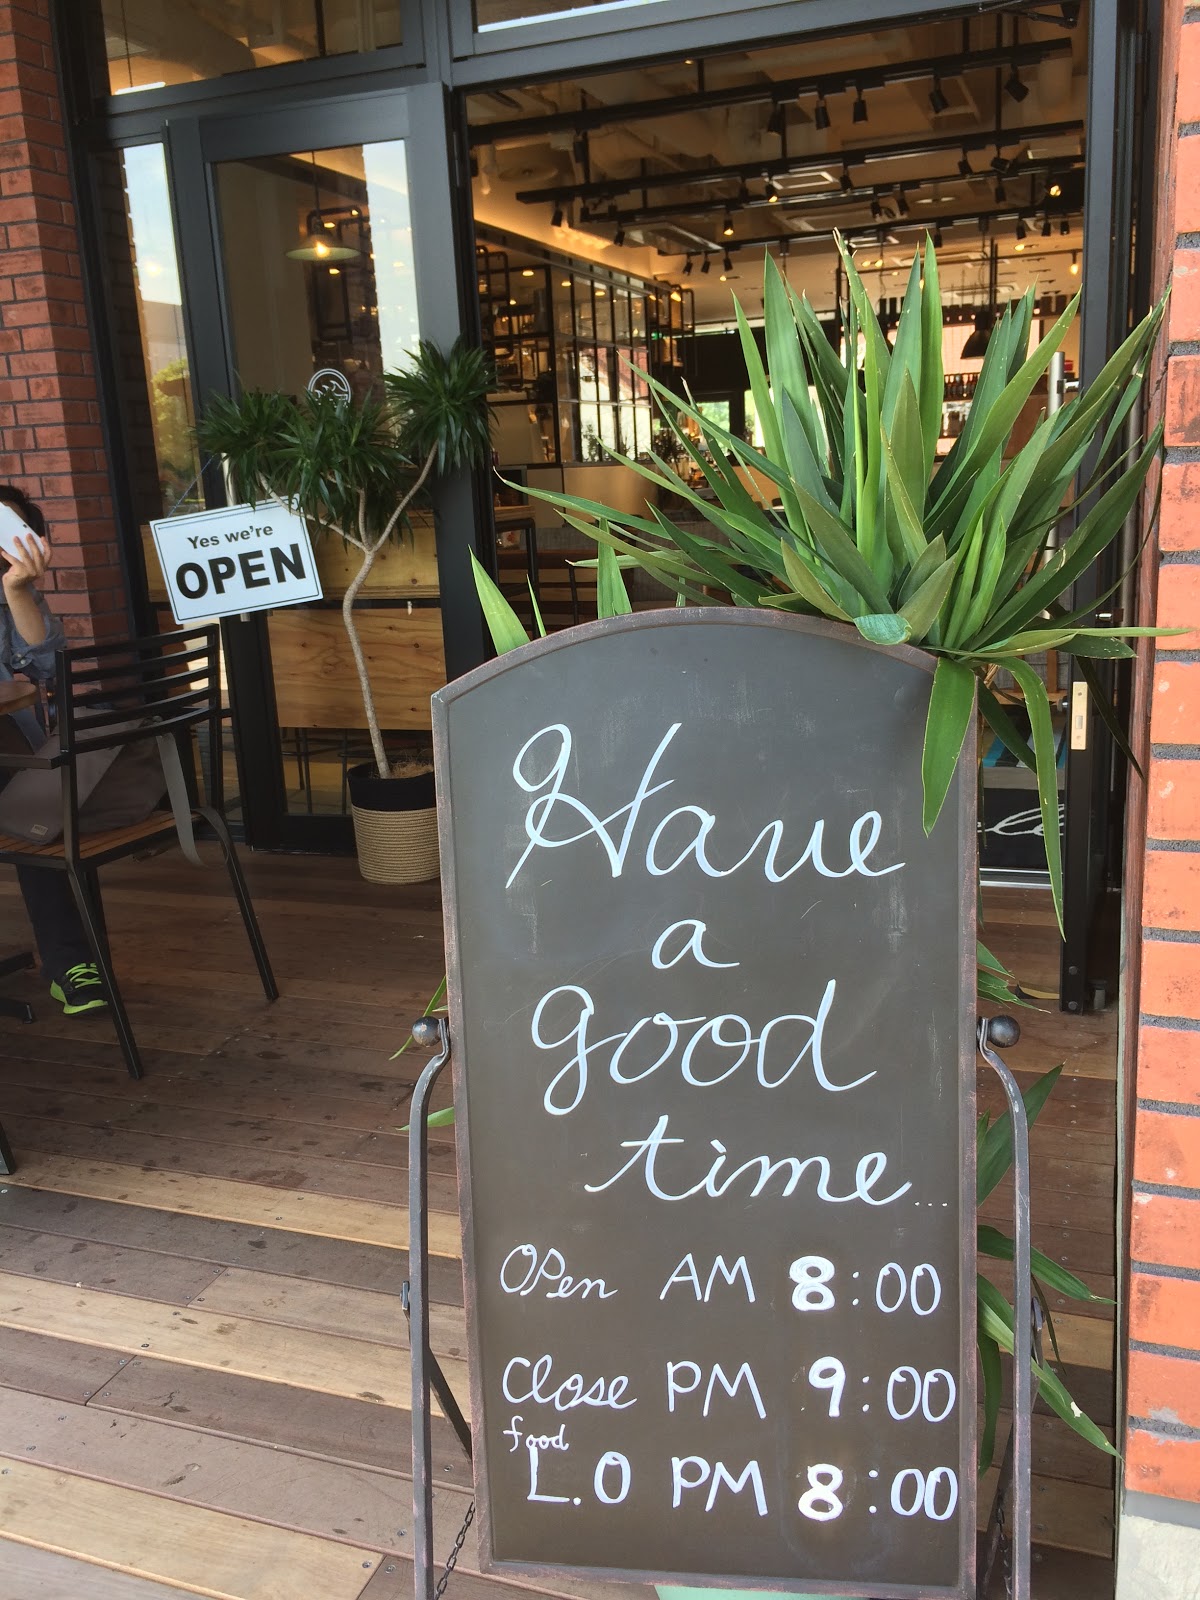 Yes we're
OPEN
Have
a
good
time...
OPen AM 8:00
Close PM 9:00
food
L.O PM 8:00